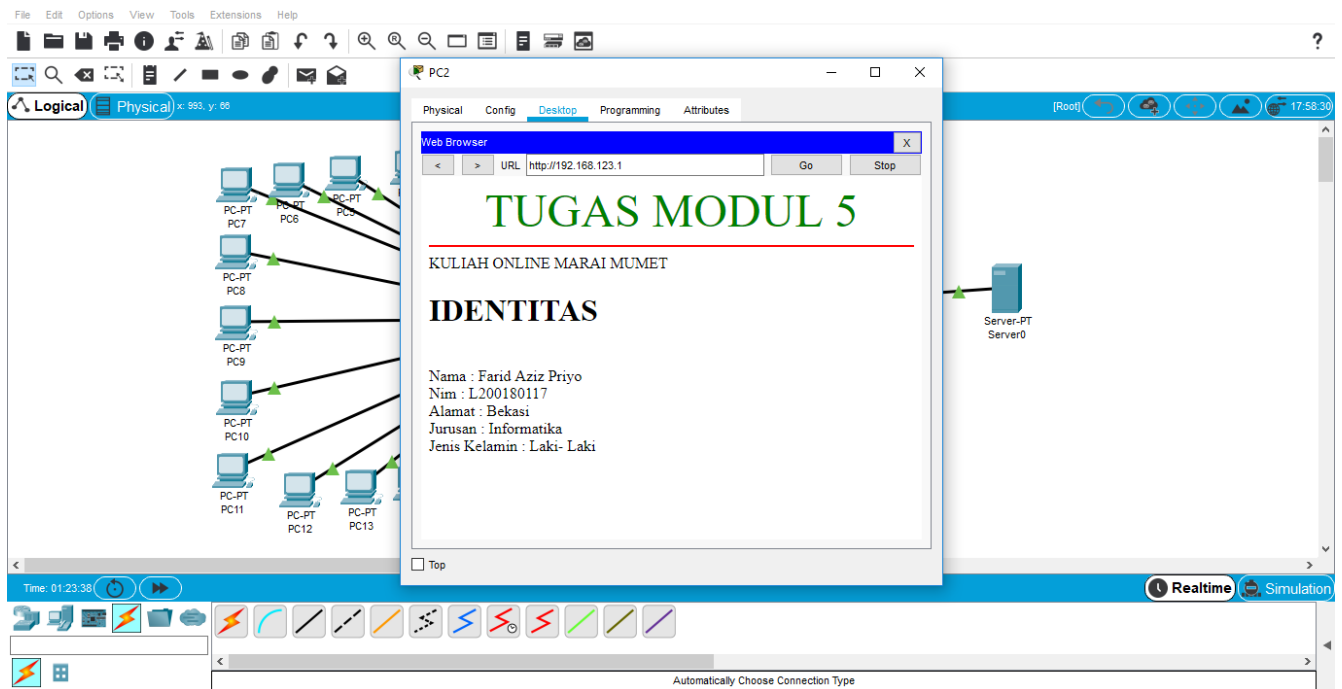 File Edit Options View Tools Extensions Help
?
PC2
Logical Physical x: 993, y: 66
[Root] 17:58:30
Physical Config Desktop Programming Attributes
Web Browser X
< > URL http://192.168.123.1 Go Stop
TUGAS MODUL 5
KULIAH ONLINE MARAI MUMET
IDENTITAS
Nama : Farid Aziz Priyo
Nim : L200180117
Alamat : Bekasi
Jurusan : Informatika
Jenis Kelamin : Laki- Laki
Top
PC-PT
PC7
PC-PT
PC6
PC-PT
PC5
PC-PT
PC8
PC-PT
PC9
PC-PT
PC10
PC-PT
PC11
PC-PT
PC12
PC-PT
PC13
Server-PT
Server0
Time: 01:23:38
Realtime Simulation
Automatically Choose Connection Type